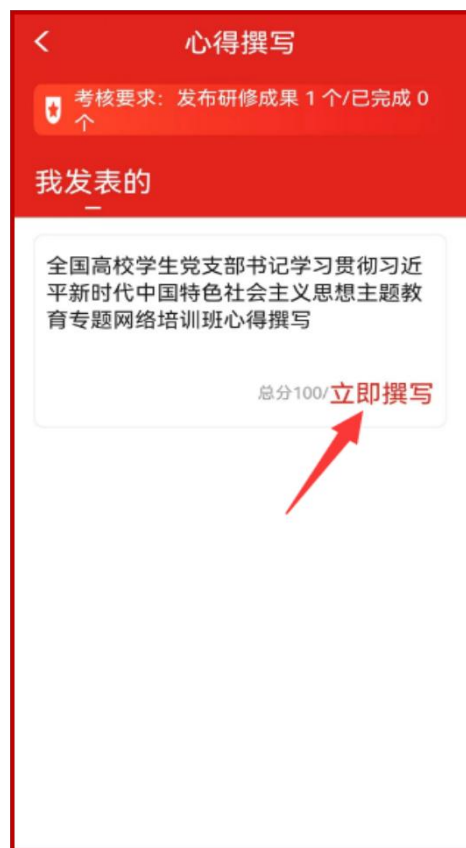 心得撰写
考核要求：发布研修成果 1 个/已完成 0
个
我发表的
全国高校学生党支部书记学习贯彻习近
平新时代中国特色社会主义思想主题教
育专题网络培训班心得撰写
总分100/立即撰写